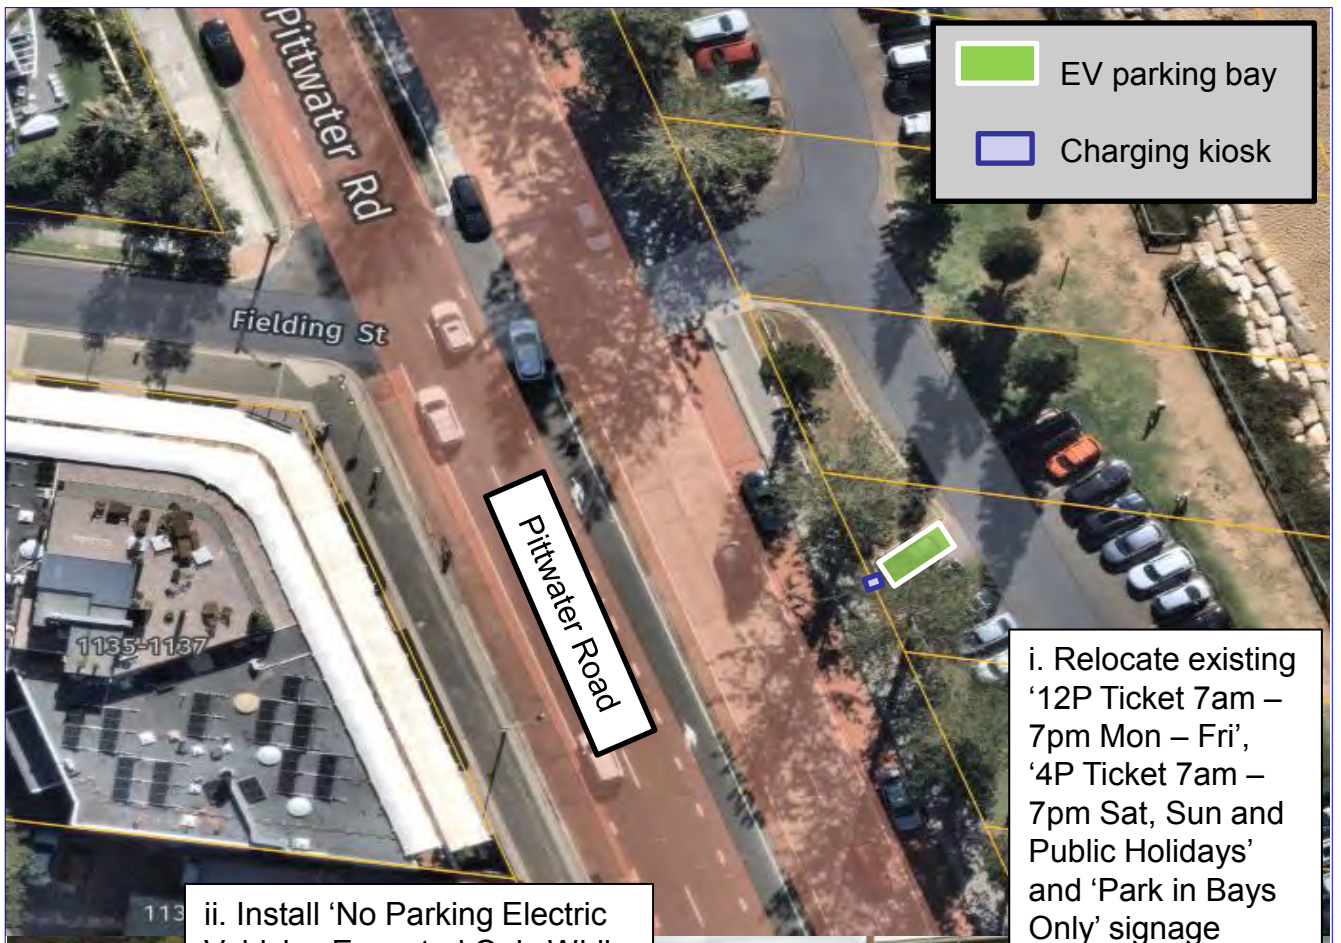 Pittwater Rd
EV parking bay
Charging kiosk
Fielding St
Pittwater Road
1135-1137
i. Relocate existing
‘12P Ticket 7am –
7pm Mon – Fri’,
‘4P Ticket 7am –
7pm Sat, Sun and
Public Holidays’
and ‘Park in Bays
Only’ signage
113
ii. Install ‘No Parking Electric